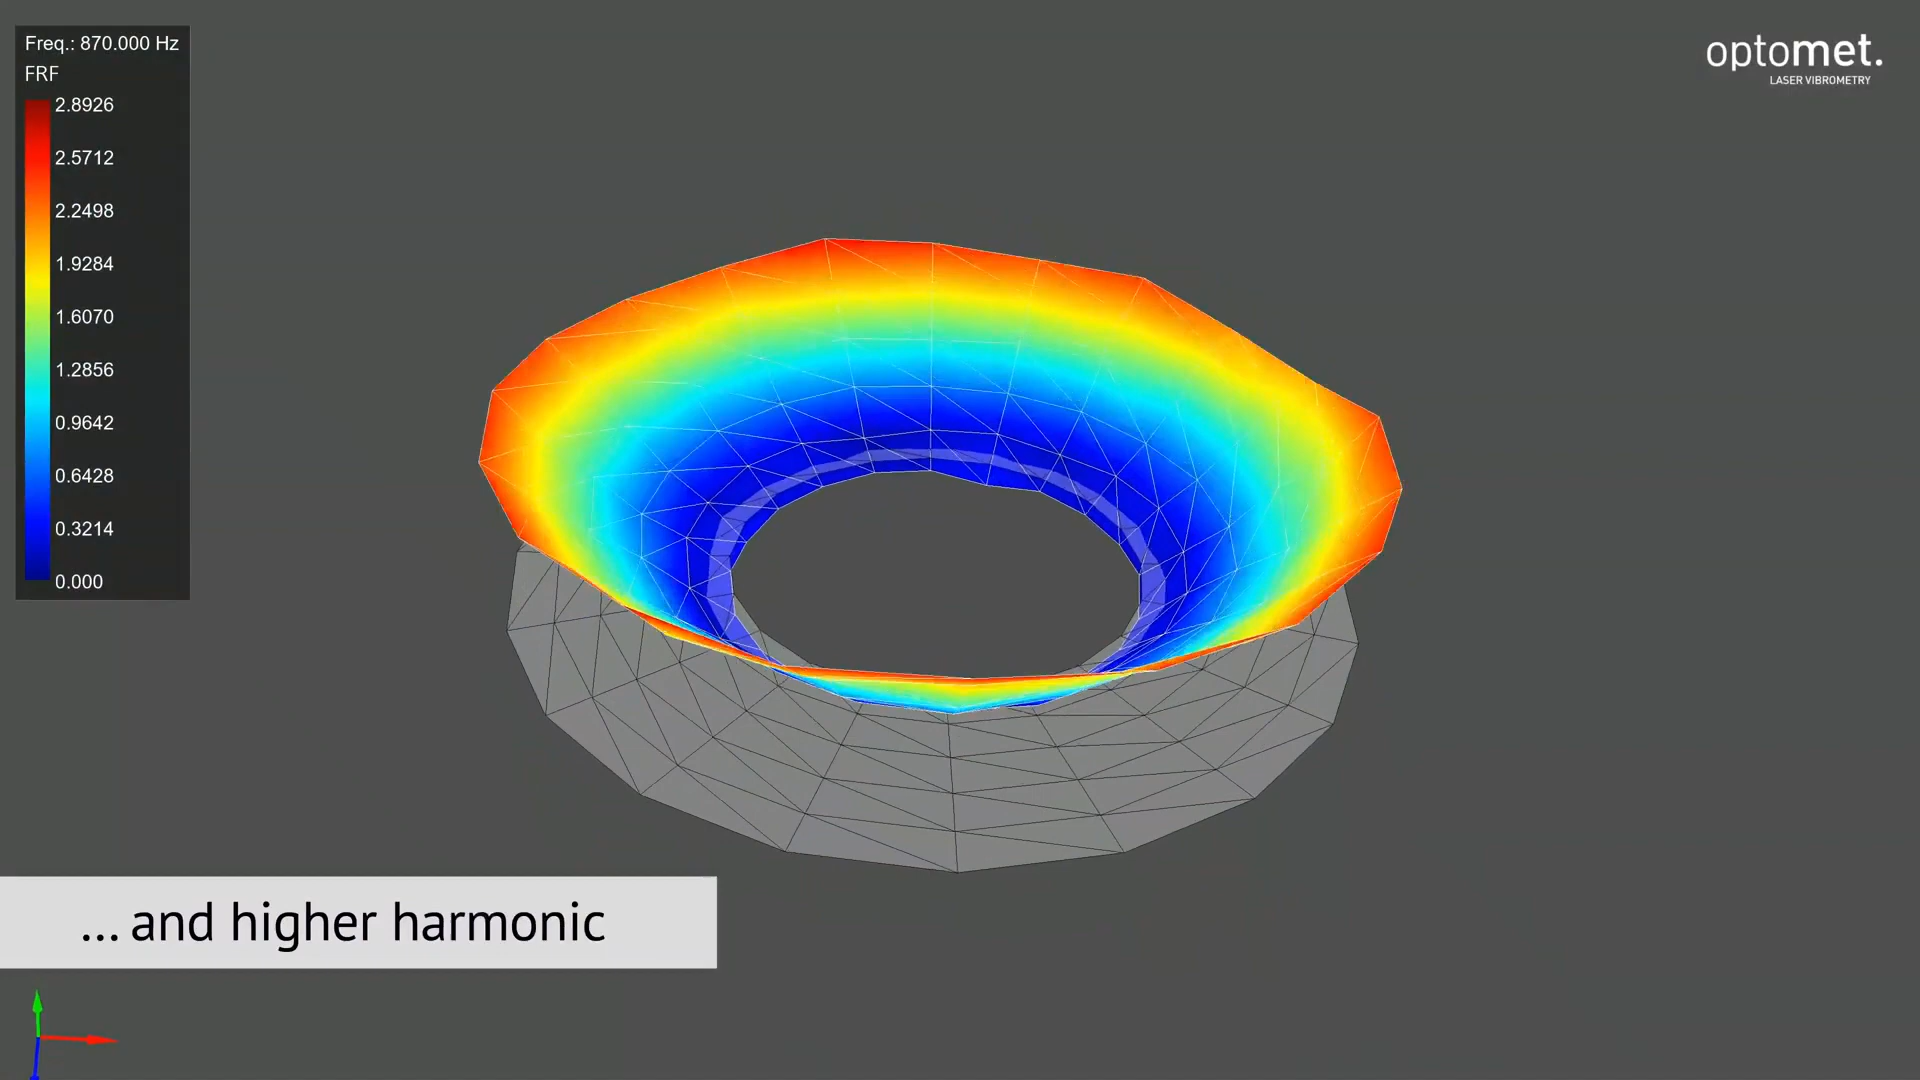 Freq.: 870.000 Hz
FRF
2.8926
2.5712
2.2498
1.9284
1.6070
1.2856
0.9642
0.6428
0.3214
0.000
optomet.
LASER VIBROMETRY
... and higher harmonic